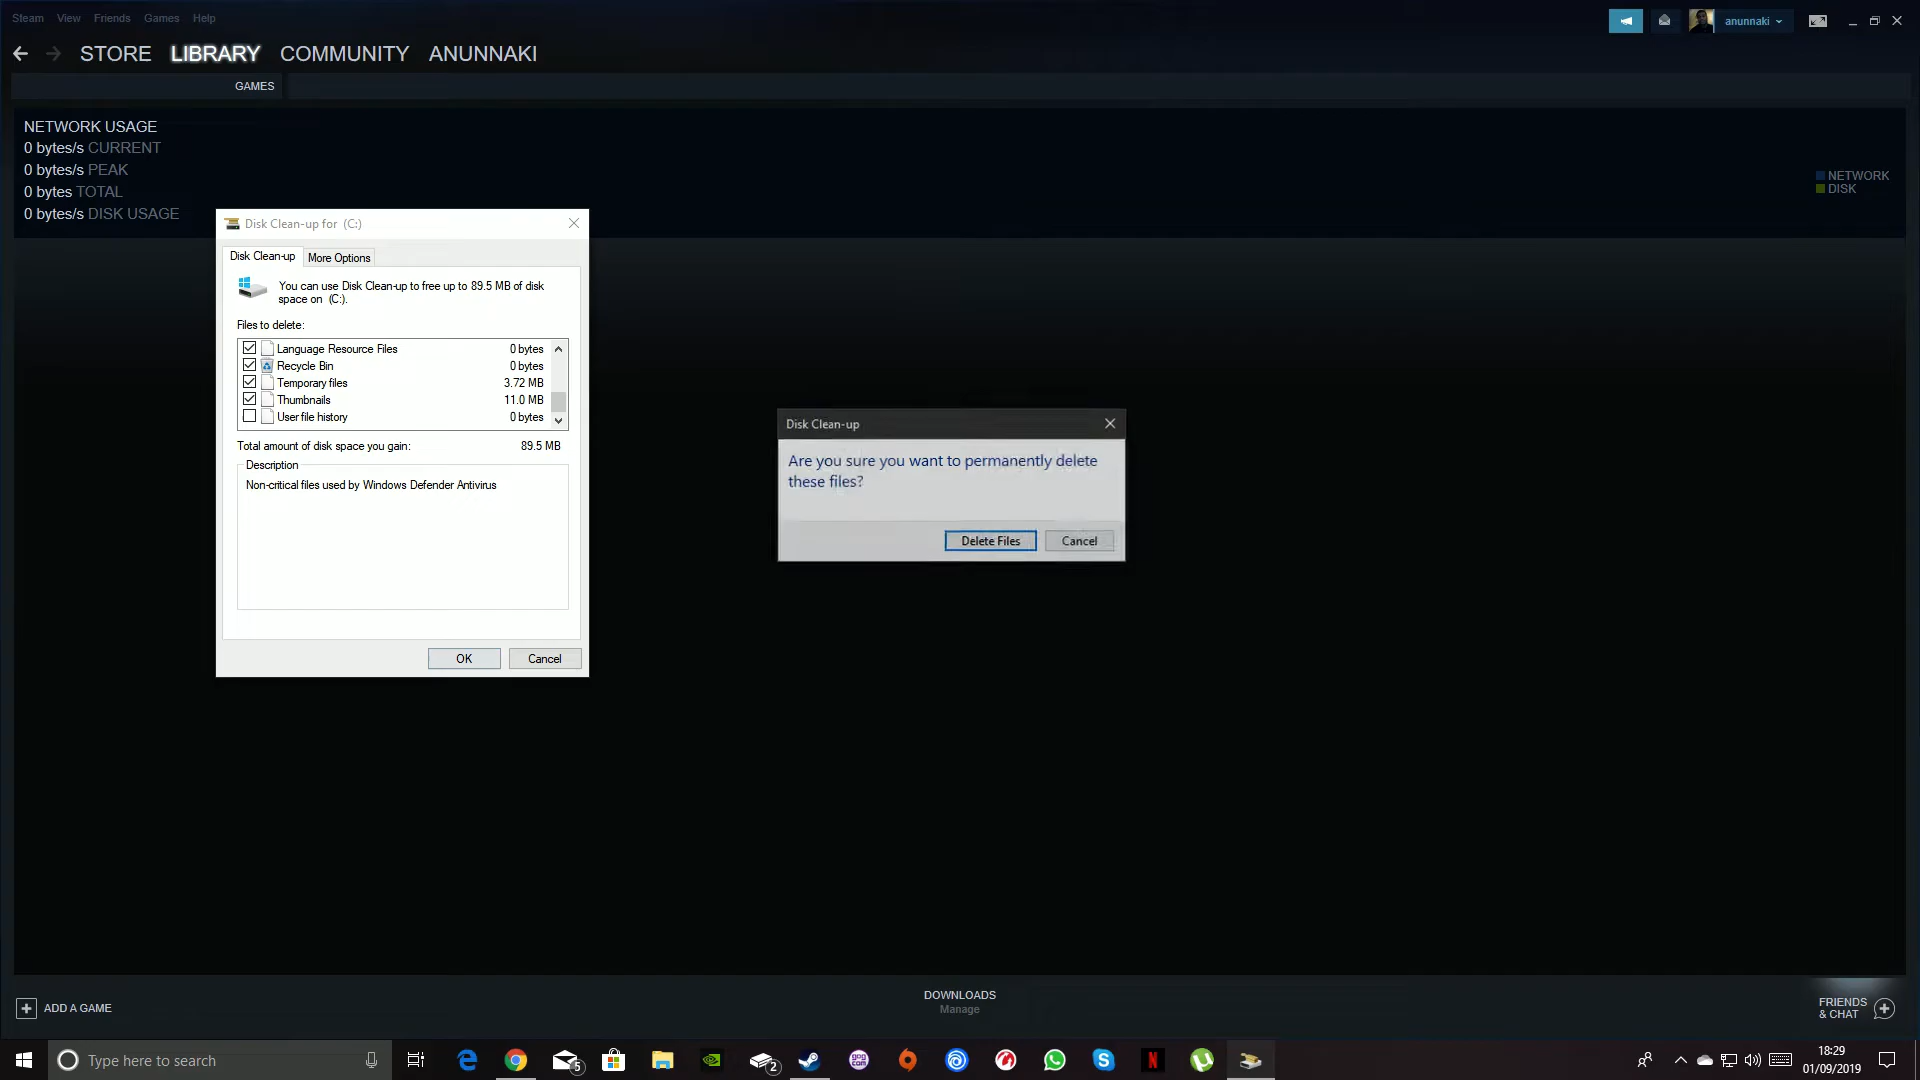 Steam View Friends Games Help
anunnaki
STORE LIBRARY COMMUNITY ANUNNAKI
GAMES
NETWORK USAGE
0 bytes/s CURRENT
0 bytes/s PEAK
0 bytes TOTAL
0 bytes/s DISK USAGE
NETWORK
DISK
Disk Clean-up for (C:)
Disk Clean-up More Options
You can use Disk Clean-up to free up to 89.5 MB of disk
space on (C:).
Files to delete:
Language Resource Files 0 bytes
Recycle Bin 0 bytes
Temporary files 3.72 MB
Thumbnails 11.0 MB
User file history 0 bytes
Total amount of disk space you gain: 89.5 MB
Description
Non-critical files used by Windows Defender Antivirus
OK Cancel
Disk Clean-up
Are you sure you want to permanently delete
these files?
Delete Files Cancel
ADD A GAME
DOWNLOADS
Manage
FRIENDS
& CHAT
Type here to search
5
2
GOG
COM
N
18:29
01/09/2019